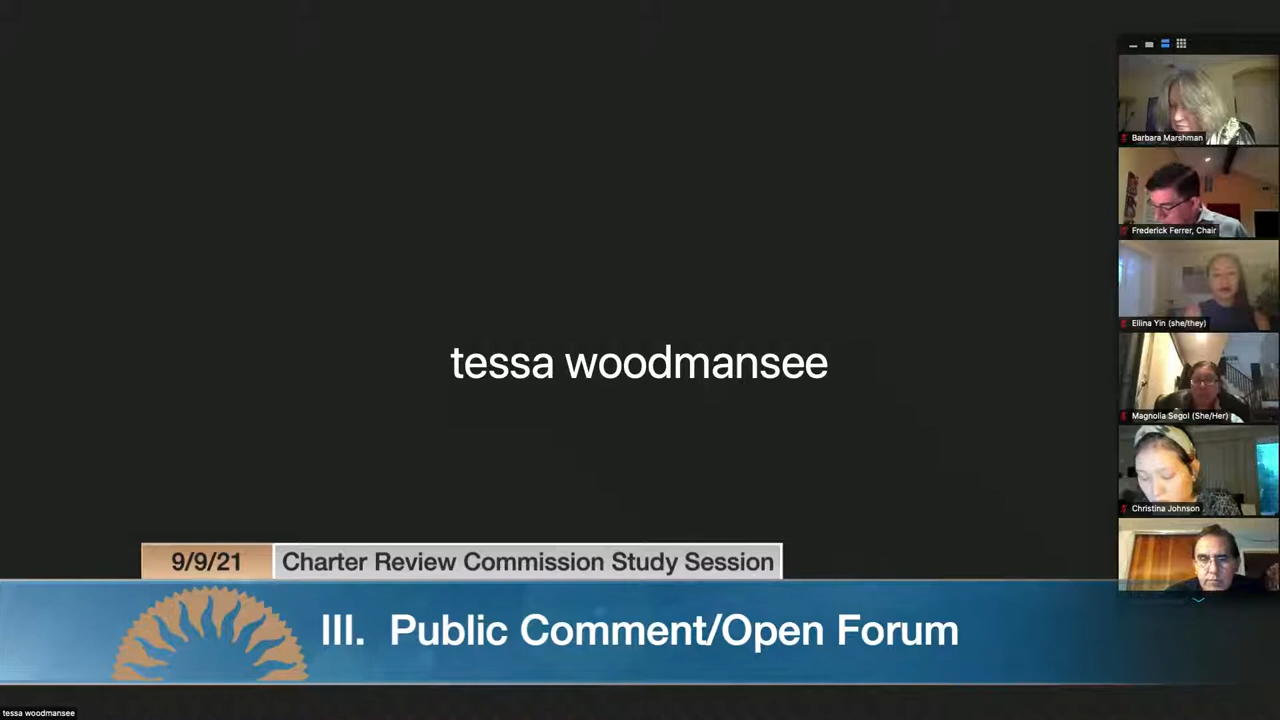 Barbara Marshman
Frederick Ferrer, Chair
Ellina Yin (she/they)
Magnolia Segol (She/Her)
Christina Johnson
tessa woodmansee
9/9/21 Charter Review Commission Study Session
III. Public Comment/Open Forum
tessa woodmansee